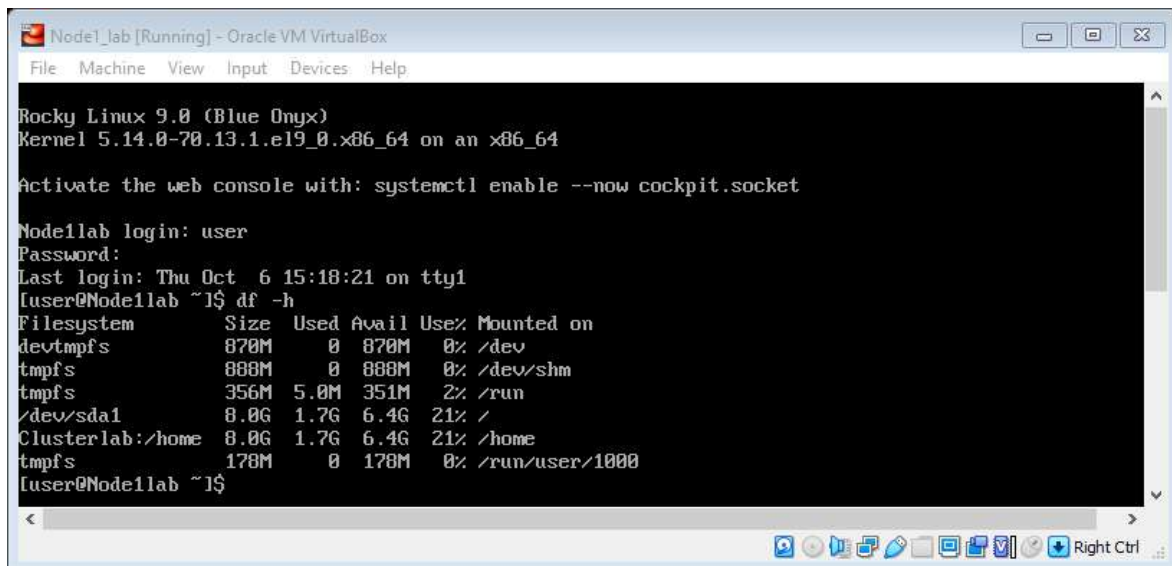 Node1_lab [Running] - Oracle VM VirtualBox
File Machine View Input Devices Help
Rocky Linux 9.0 (Blue Onyx)
Kernel 5.14.0-70.13.1.el9_0.x86_64 on an x86_64
Activate the web console with: systemctl enable --now cockpit.socket
Node1lab login: user
Password:
Last login: Thu Oct  6 15:18:21 on tty1
[user@Node1lab ~]$ df -h
Filesystem      Size  Used Avail Use% Mounted on
devtmpfs        870M     0  870M   0% /dev
tmpfs           888M     0  888M   0% /dev/shm
tmpfs           356M  5.0M  351M   2% /run
/dev/sda1       8.0G  1.7G  6.4G  21% /
Clusterlab:/home  8.0G  1.7G  6.4G  21% /home
tmpfs           178M     0  178M   0% /run/user/1000
[user@Node1lab ~]$
Right Ctrl